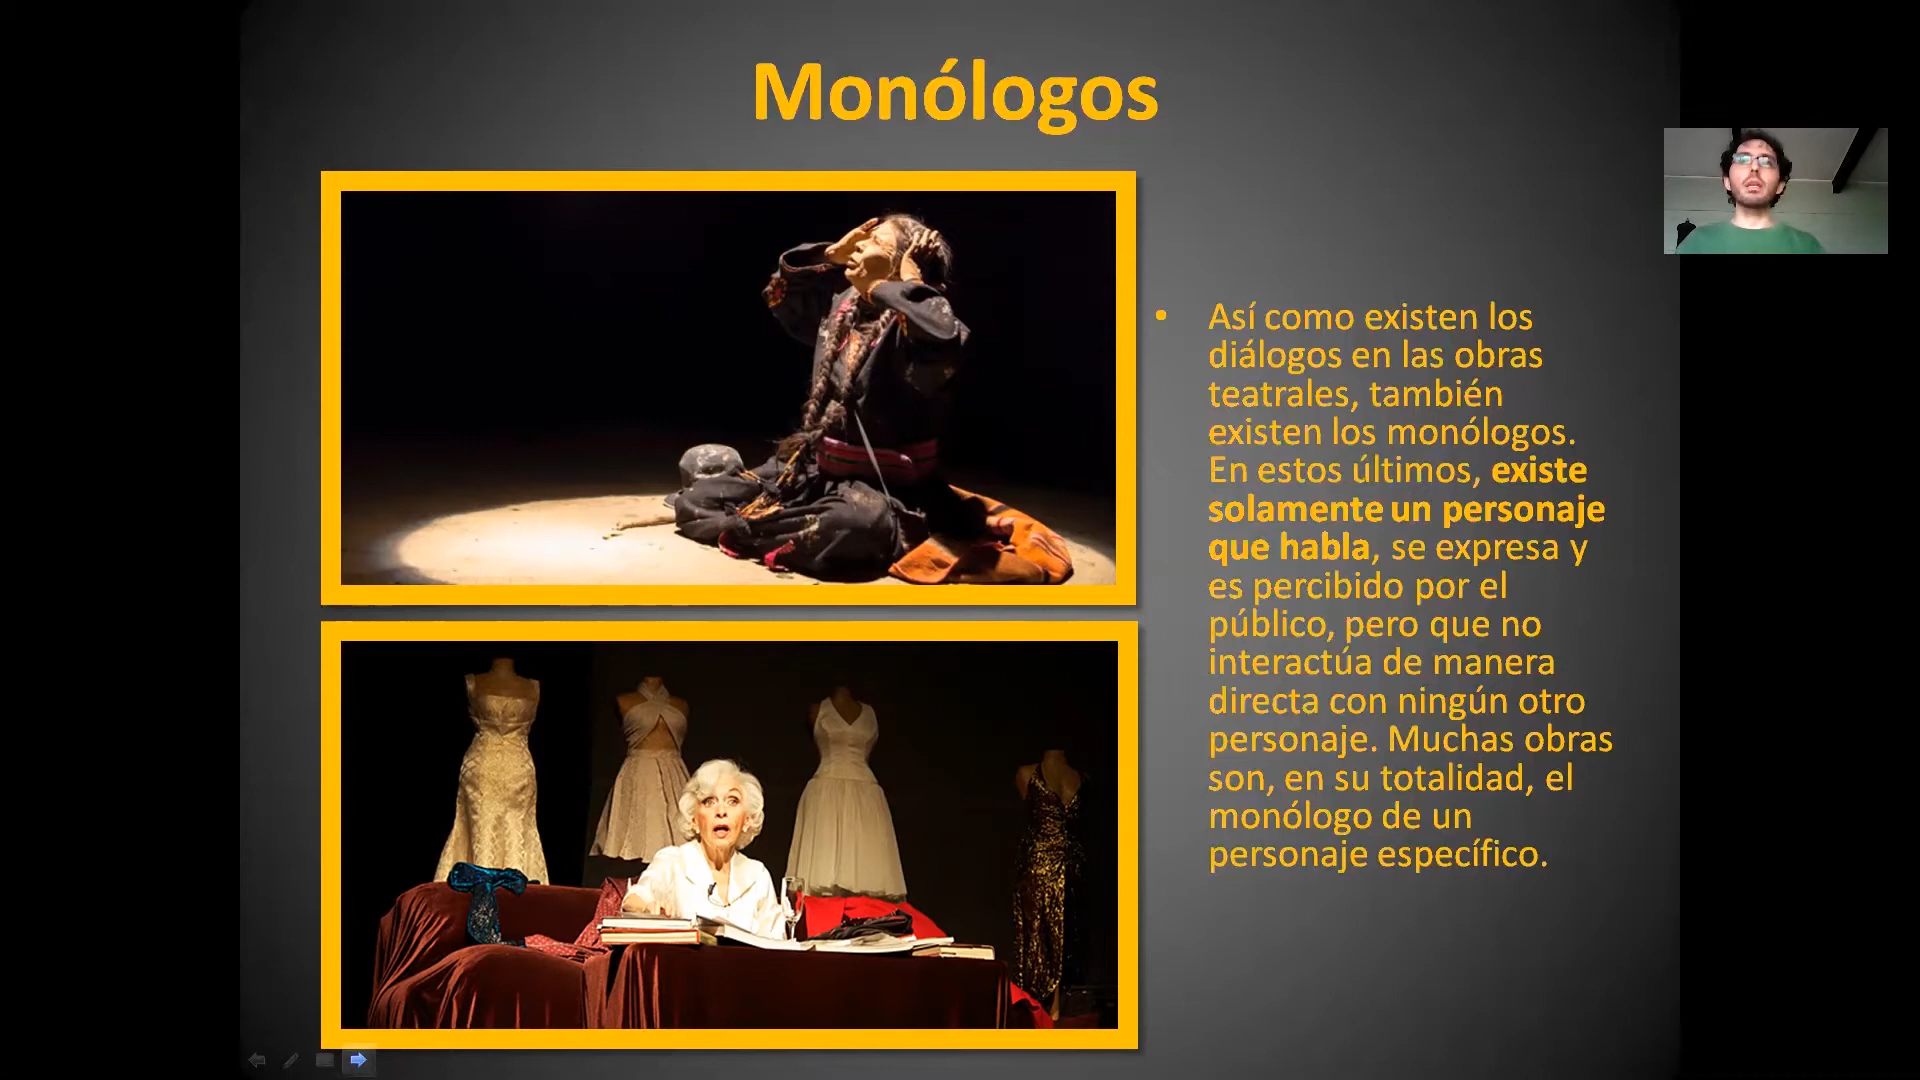 Monólogos
• Así como existen los
diálogos en las obras
teatrales, también
existen los monólogos.
En estos últimos, existe
solamente un personaje
que habla, se expresa y
es percibido por el
público, pero que no
interactúa de manera
directa con ningún otro
personaje. Muchas obras
son, en su totalidad, el
monólogo de un
personaje específico.